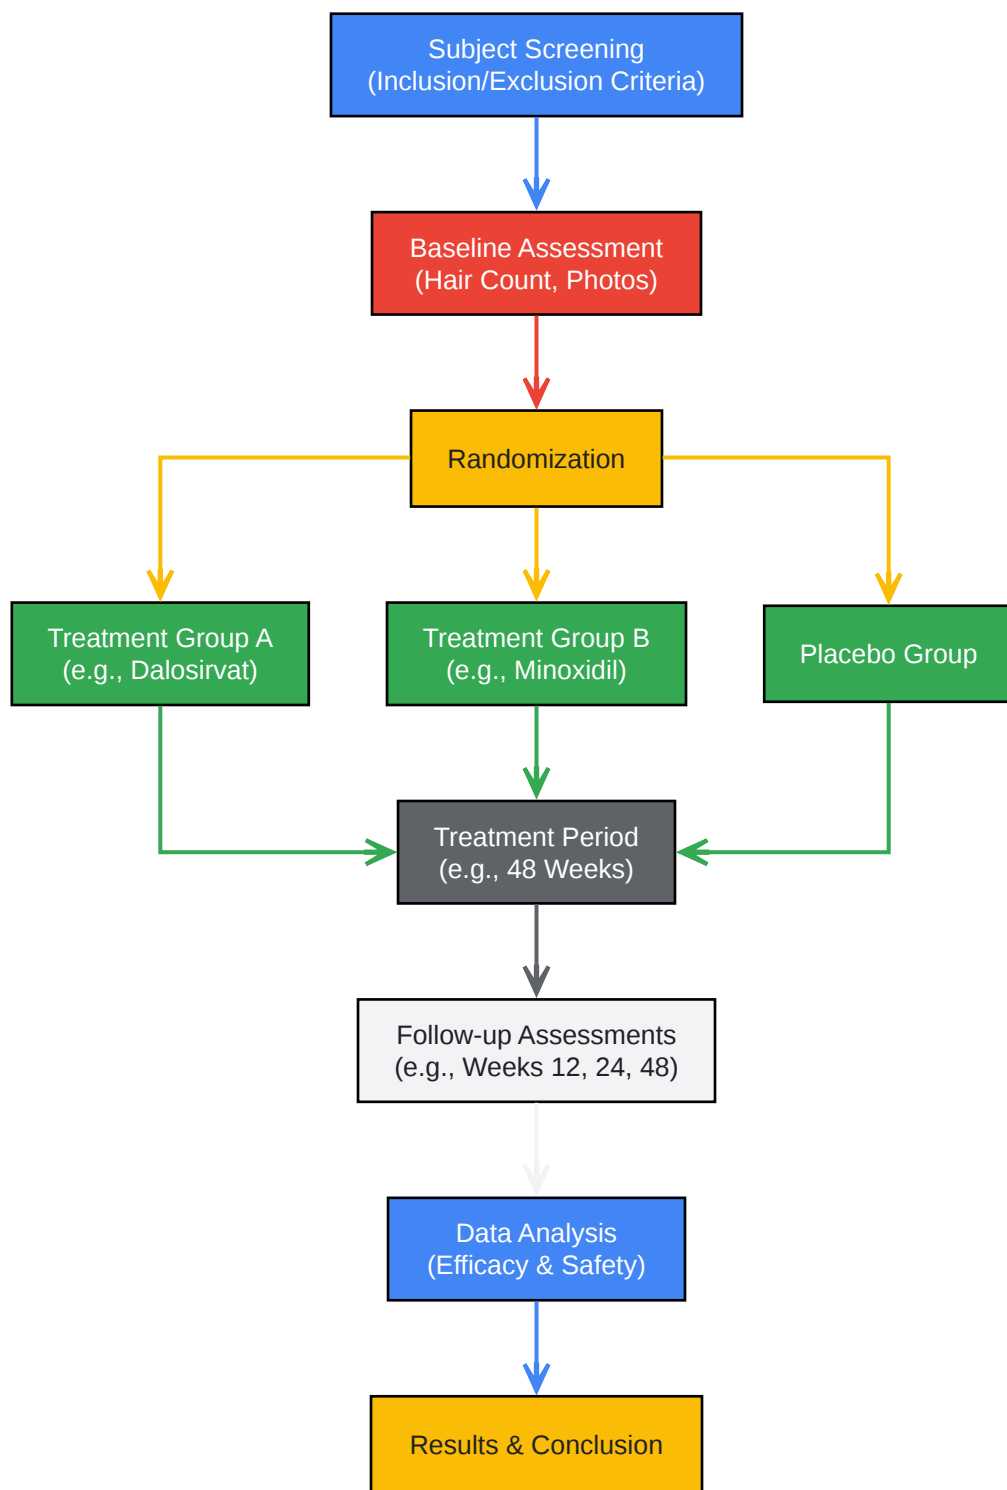 Subject Screening
(Inclusion/Exclusion Criteria)
Baseline Assessment
(Hair Count, Photos)
Randomization
Treatment Group A
(e.g., Dalosirvat)
Treatment Group B
(e.g., Minoxidil)
Placebo Group
Treatment Period
(e.g., 48 Weeks)
Follow-up Assessments
(e.g., Weeks 12, 24, 48)
Data Analysis
(Efficacy & Safety)
Results & Conclusion